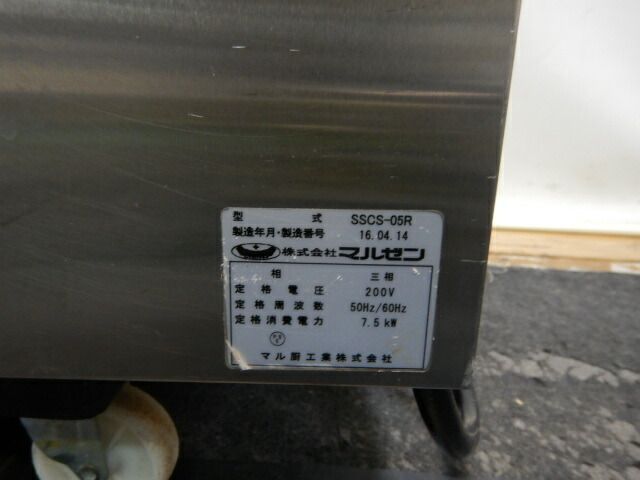 型式 SSCS-05R
製造年月・製造番号 16.04.14
株式会社 マルゼン
相 三相
定格電圧 200V
定格周波数 50Hz/60Hz
定格消費電力 7.5kW
マル厨工業株式会社